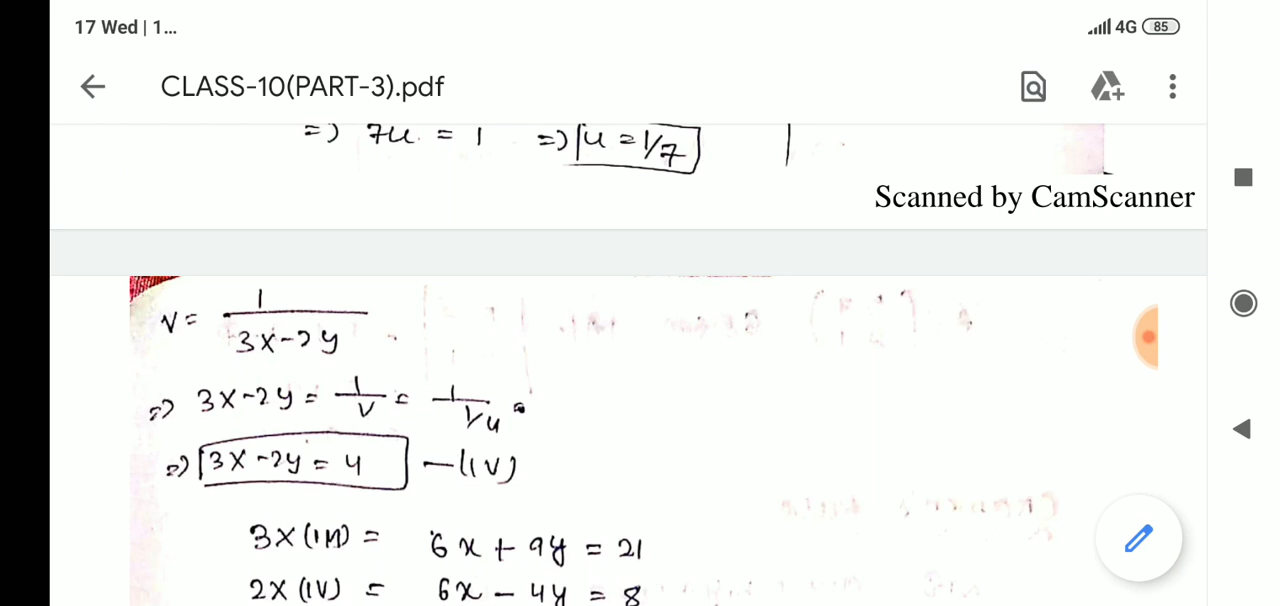 17 Wed | 1...
4G 85
CLASS-10(PART-3).pdf
=) 7u = 1 =) u = 1/7
Scanned by CamScanner
V = 1/(3x-2y)
=) 3x-2y = 1/V = 1/1/4
=) 3x-2y = 4 —(IV)
3X(III) = 6x + 9y = 21
2X(IV) = 6x - 4y = 8